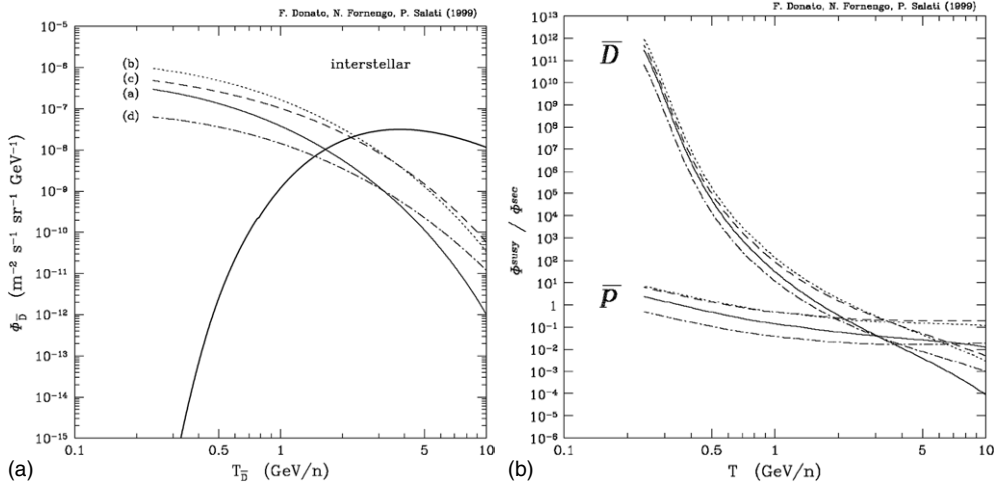 F. Donato, N. Fornengo, P. Salati (1999)
interstellar
(b)
(c)
(a)
(d)
10⁻⁵
10⁻⁶
10⁻⁷
10⁻⁸
10⁻⁹
10⁻¹⁰
10⁻¹¹
10⁻¹²
10⁻¹³
10⁻¹⁴
10⁻¹⁵
Φ_D̅ (m⁻² s⁻¹ sr⁻¹ GeV⁻¹)
0.1 0.5 1 5 10
T_D̅ (GeV/n)
(a)
F. Donato, N. Fornengo, P. Salati (1999)
D̅
p̅
10¹³
10¹²
10¹¹
10¹⁰
10⁹
10⁸
10⁷
10⁶
10⁵
10⁴
10³
10²
10¹
1
10⁻¹
10⁻²
10⁻³
10⁻⁴
10⁻⁵
10⁻⁶
Φˢᵘˢʸ / Φˢᵉᶜ
0.1 0.5 1 5 10
T (GeV/n)
(b)